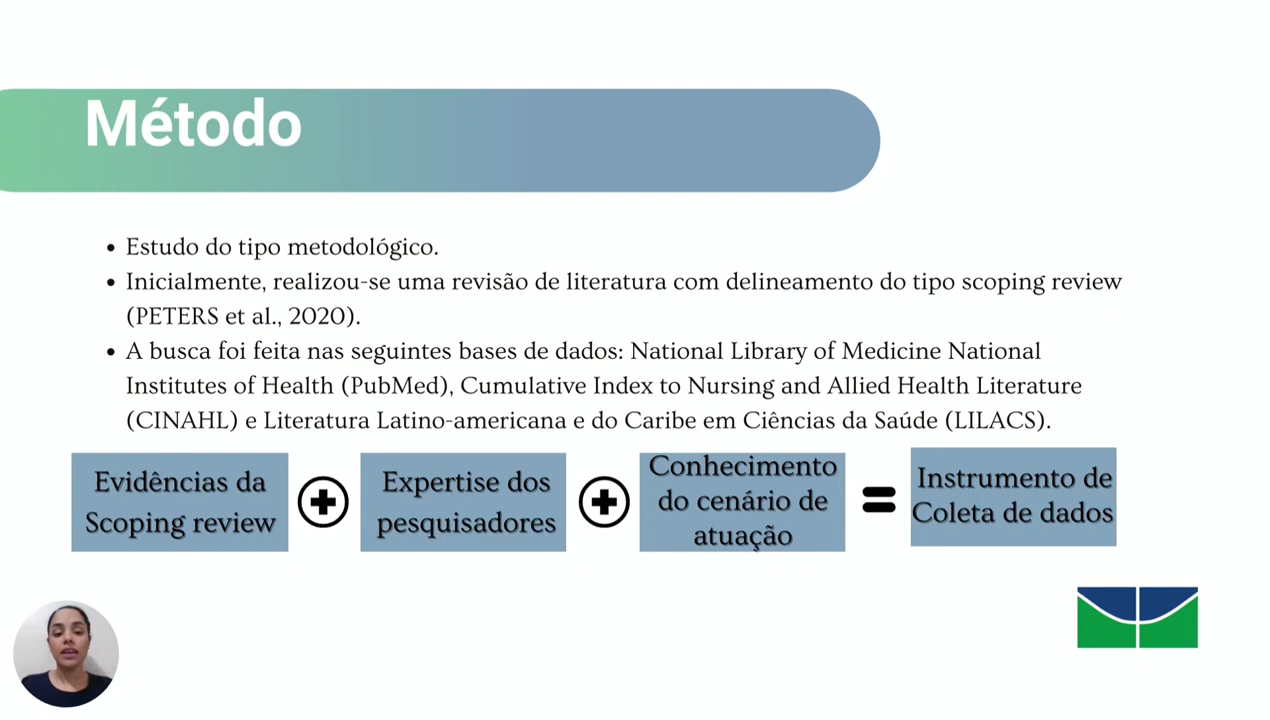 Método
Estudo do tipo metodológico.
Inicialmente, realizou-se uma revisão de literatura com delineamento do tipo scoping review
(PETERS et al., 2020).
A busca foi feita nas seguintes bases de dados: National Library of Medicine National
Institutes of Health (PubMed), Cumulative Index to Nursing and Allied Health Literature
(CINAHL) e Literatura Latino-americana e do Caribe em Ciências da Saúde (LILACS).
Evidências da
Scoping review
Expertise dos
pesquisadores
Conhecimento
do cenário de
atuação
Instrumento de
Coleta de dados